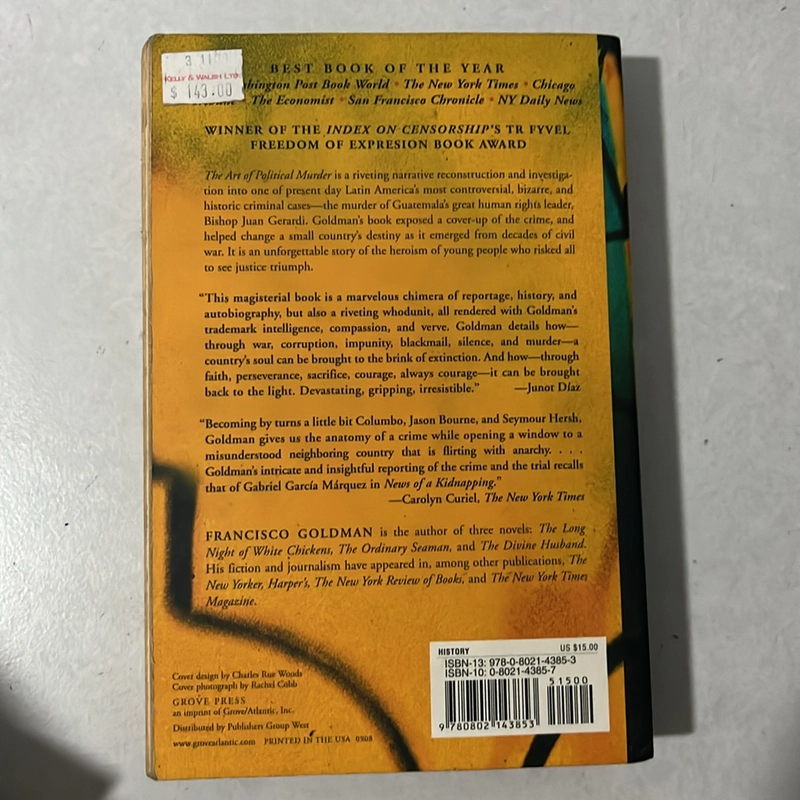 3 11
KELLY & WALSH LTD.
$ 143.00
BEST BOOK OF THE YEAR
Post Book World • The New York Times • Chicago
The Economist • San Francisco Chronicle • NY Daily News
WINNER OF THE INDEX ON CENSORSHIP'S TR FYVEL
FREEDOM OF EXPRESION BOOK AWARD
The Art of Political Murder is a riveting narrative reconstruction and investiga-
tion into one of present day Latin America's most controversial, bizarre, and
historic criminal cases—the murder of Guatemala's great human rights leader,
Bishop Juan Gerardi. Goldman's book exposed a cover-up of the crime, and
helped change a small country's destiny as it emerged from decades of civil
war. It is an unforgettable story of the heroism of young people who risked all
to see justice triumph.
“This magisterial book is a marvelous chimera of reportage, history, and
autobiography, but also a riveting whodunit, all rendered with Goldman's
trademark intelligence, compassion, and verve. Goldman details how—
through war, corruption, impunity, blackmail, silence, and murder—a
country's soul can be brought to the brink of extinction. And how—through
faith, perseverance, sacrifice, courage, always courage—it can be brought
back to the light. Devastating, gripping, irresistible.” —Junot Díaz
“Becoming by turns a little bit Columbo, Jason Bourne, and Seymour Hersh,
Goldman gives us the anatomy of a crime while opening a window to a
misunderstood neighboring country that is flirting with anarchy. . . .
Goldman's intricate and insightful reporting of the crime and the trial recalls
that of Gabriel García Márquez in News of a Kidnapping.”
—Carolyn Curiel, The New York Times
FRANCISCO GOLDMAN is the author of three novels: The Long
Night of White Chickens, The Ordinary Seaman, and The Divine Husband.
His fiction and journalism have appeared in, among other publications, The
New Yorker, Harper's, The New York Review of Books, and The New York Times
Magazine.
Cover design by Charles Rue Woods
Cover photograph by Rachel Cobb
GROVE PRESS
an imprint of Grove/Atlantic, Inc.
Distributed by Publishers Group West
www.groveatlantic.com PRINTED IN THE USA 0908
HISTORY US $15.00
ISBN-13: 978-0-8021-4385-3
ISBN-10: 0-8021-4385-7
51500
9 780802 143853